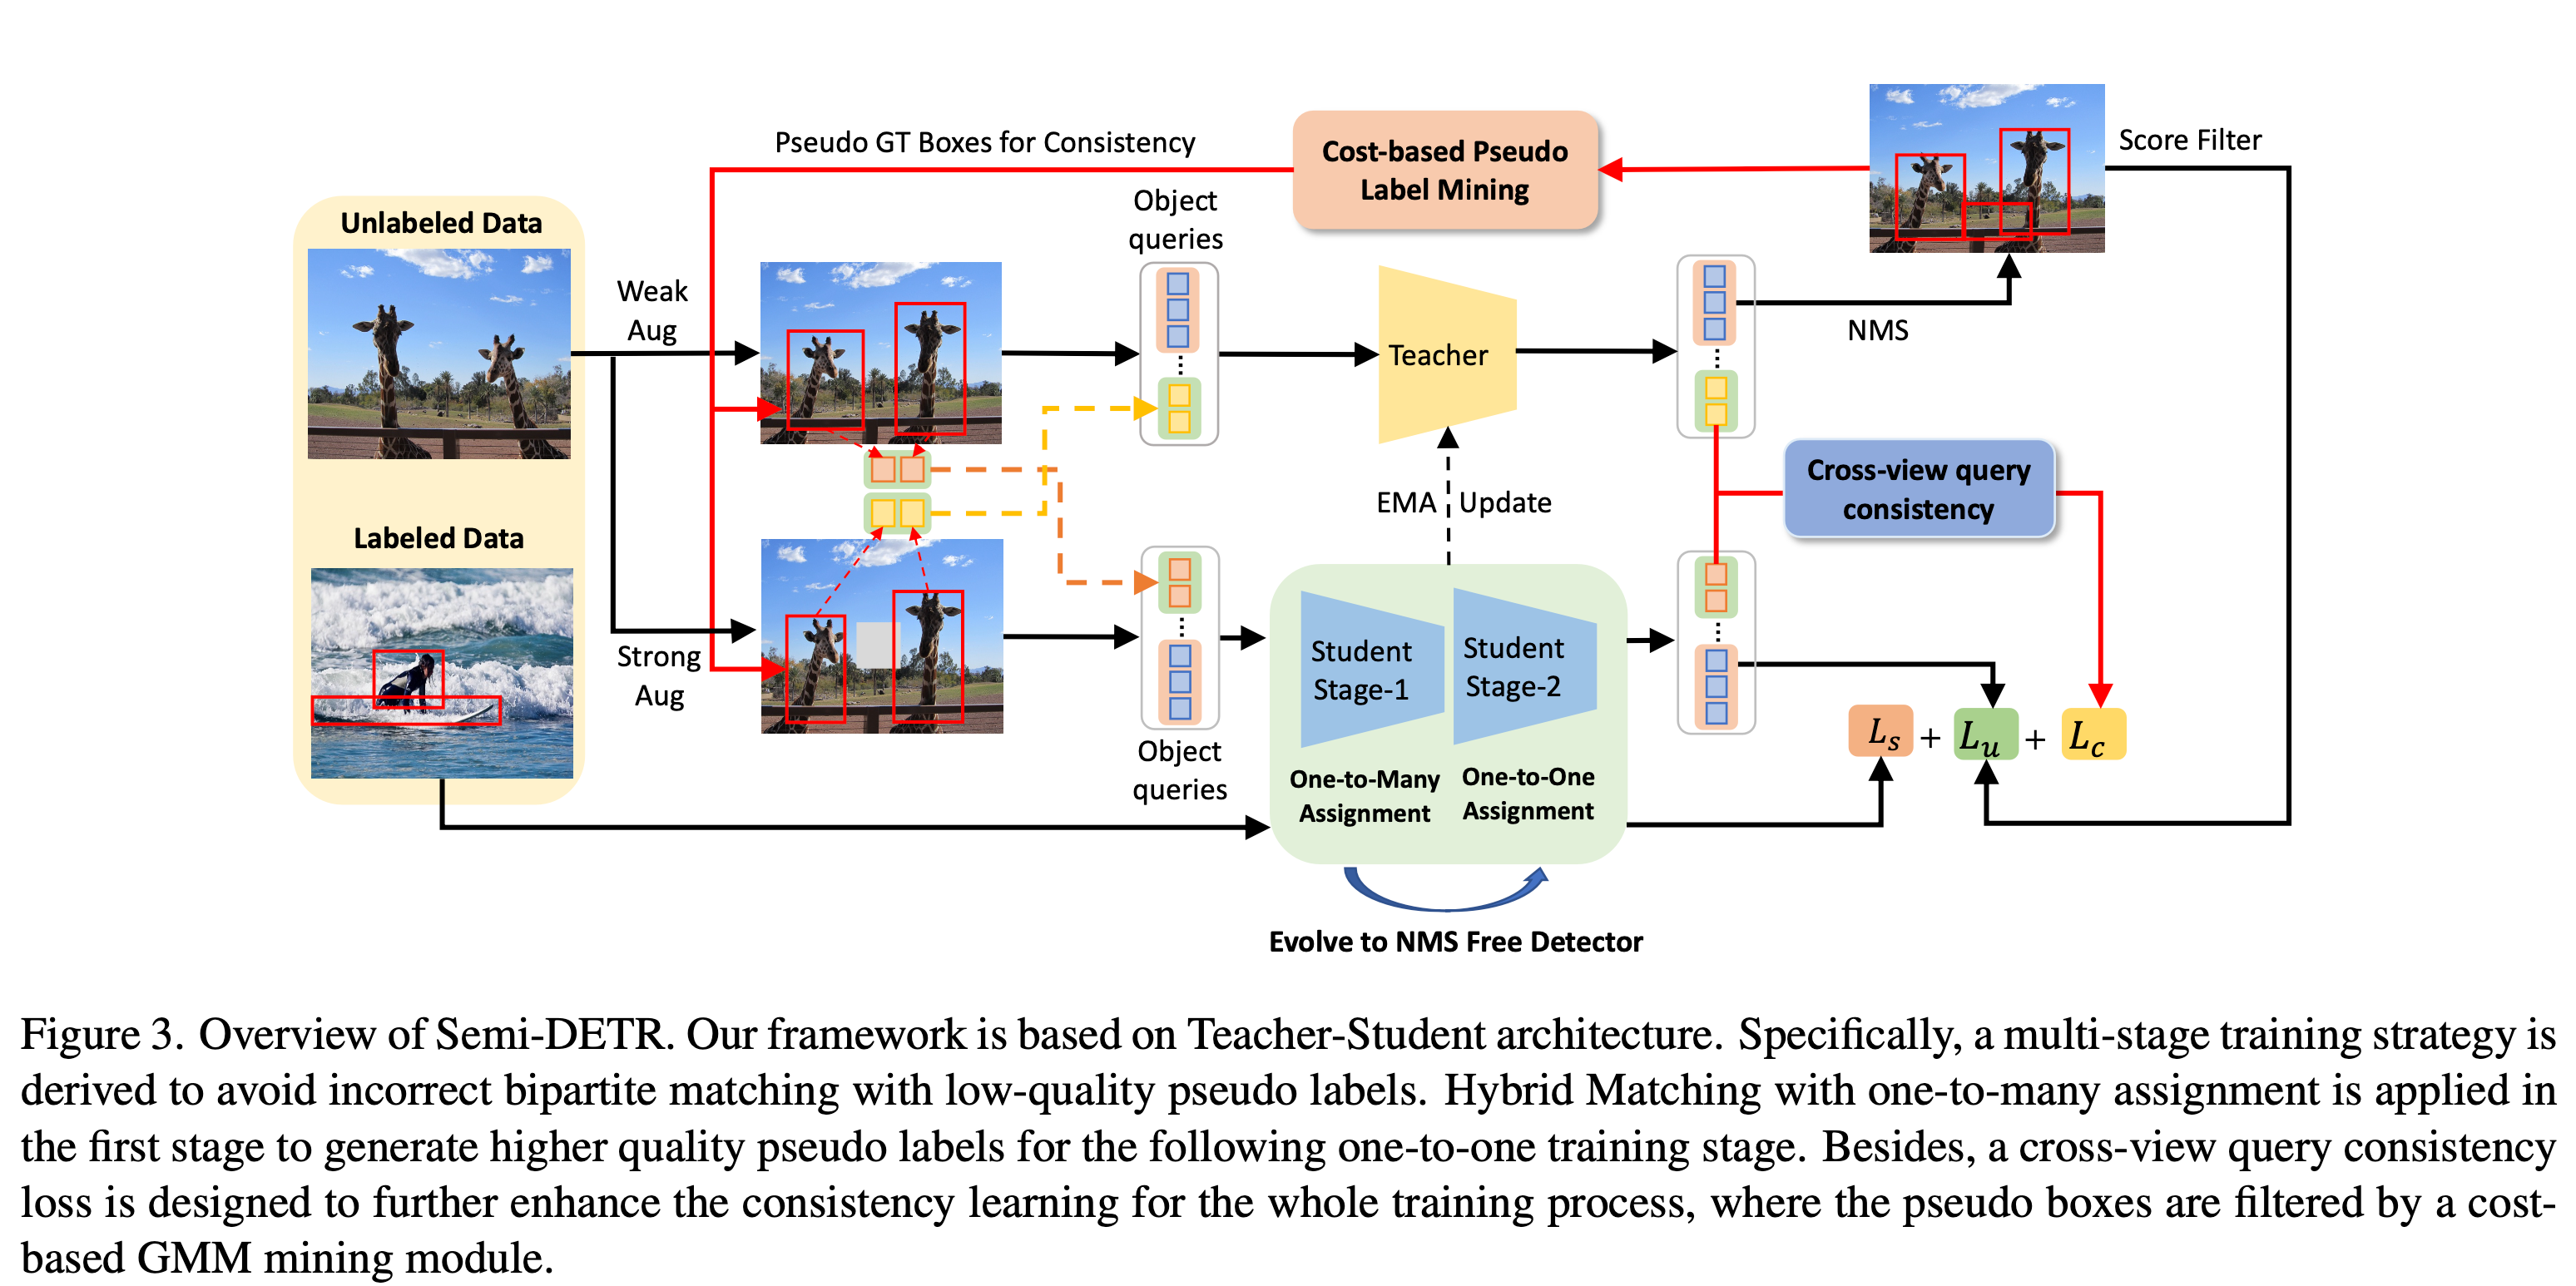 Pseudo GT Boxes for Consistency
Cost-based Pseudo
Label Mining
Score Filter
Unlabeled Data
Object
queries
Weak
Aug
NMS
Teacher
Cross-view query
consistency
EMA Update
Labeled Data
Strong
Aug
Student
Stage-1
Student
Stage-2
Object
queries
One-to-Many
Assignment
One-to-One
Assignment
L_s + L_u + L_c
Evolve to NMS Free Detector
Figure 3. Overview of Semi-DETR. Our framework is based on Teacher-Student architecture. Specifically, a multi-stage training strategy is
derived to avoid incorrect bipartite matching with low-quality pseudo labels. Hybrid Matching with one-to-many assignment is applied in
the first stage to generate higher quality pseudo labels for the following one-to-one training stage. Besides, a cross-view query consistency
loss is designed to further enhance the consistency learning for the whole training process, where the pseudo boxes are filtered by a cost-
based GMM mining module.